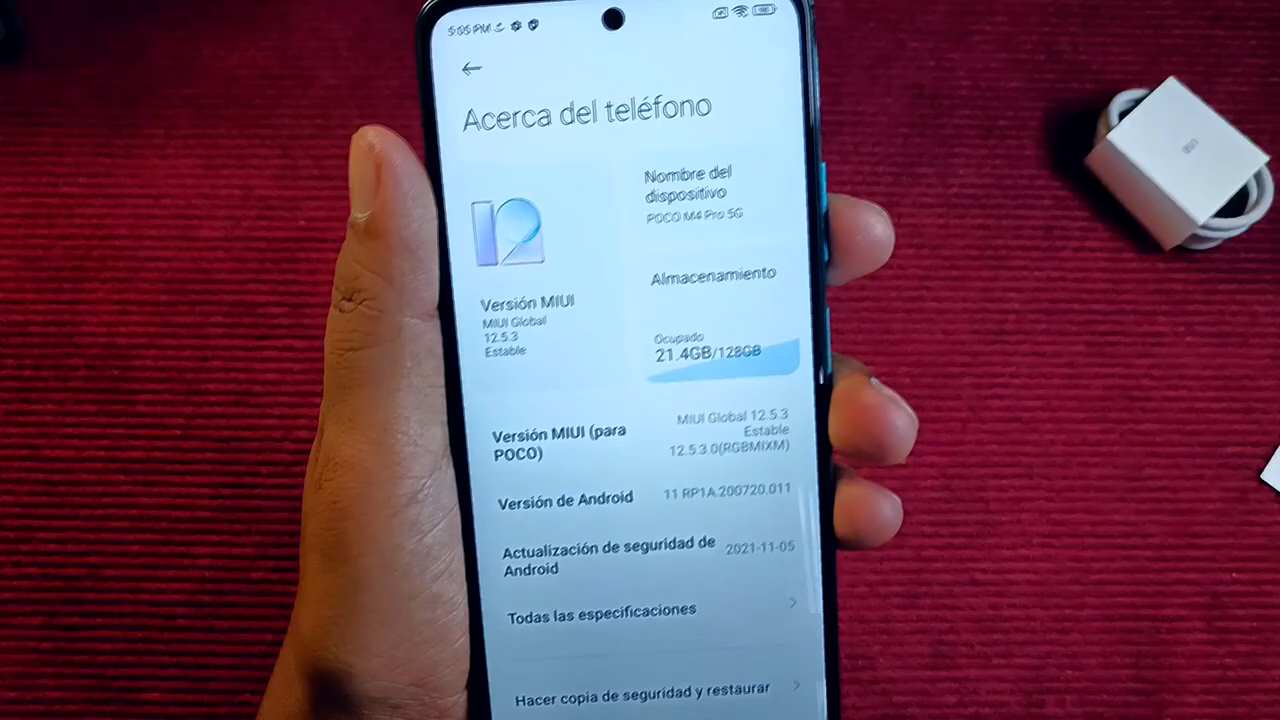 5:05 PM
Acerca del teléfono
Nombre del
dispositivo
POCO M4 Pro 5G
12
Almacenamiento
Versión MIUI
MIUI Global
12.5.3
Estable
Ocupado
21.4GB/128GB
Versión MIUI (para
POCO)
MIUI Global 12.5.3
Estable
12.5.3.0(RGBMIXM)
Versión de Android
11 RP1A.200720.011
Actualización de seguridad de
Android
2021-11-05
Todas las especificaciones
Hacer copia de seguridad y restaurar